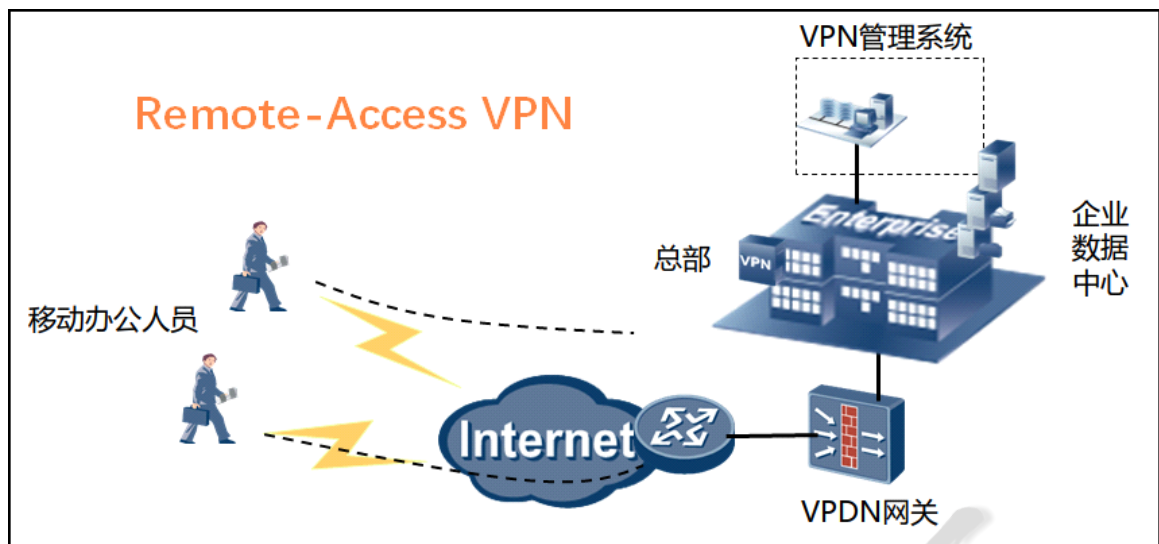 VPN管理系统
Remote-Access VPN
Enterprise
企业
数据
中心
总部
VPN
移动办公人员
Internet
VPDN网关